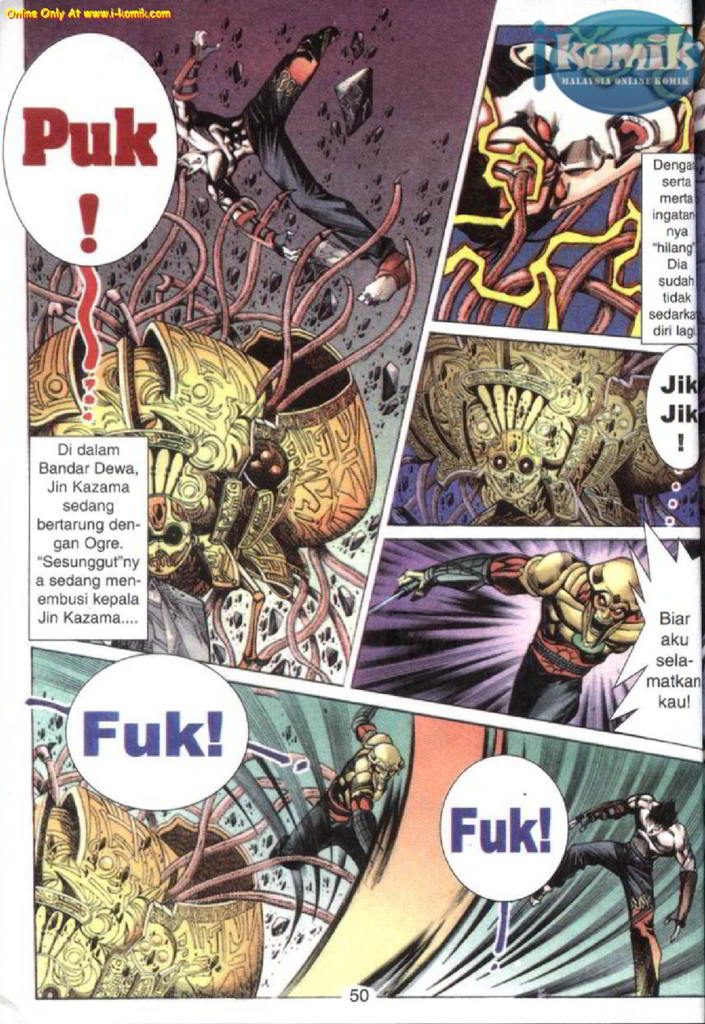 Online Only At www.i-komik.com
ikomik
MALAYSIA ONLINE KOMIK
Puk
!
Dengan
serta
merta
ingatan-
nya
"hilang"
Dia
sudah
tidak
sedarkan
diri lagi
Jik
Jik
!
Di dalam
Bandar Dewa,
Jin Kazama
sedang
bertarung den-
gan Ogre.
"Sesunggut"ny
a sedang men-
embusi kepala
Jin Kazama....
Biar
aku
sela-
matkan
kau!
Fuk!
Fuk!
50